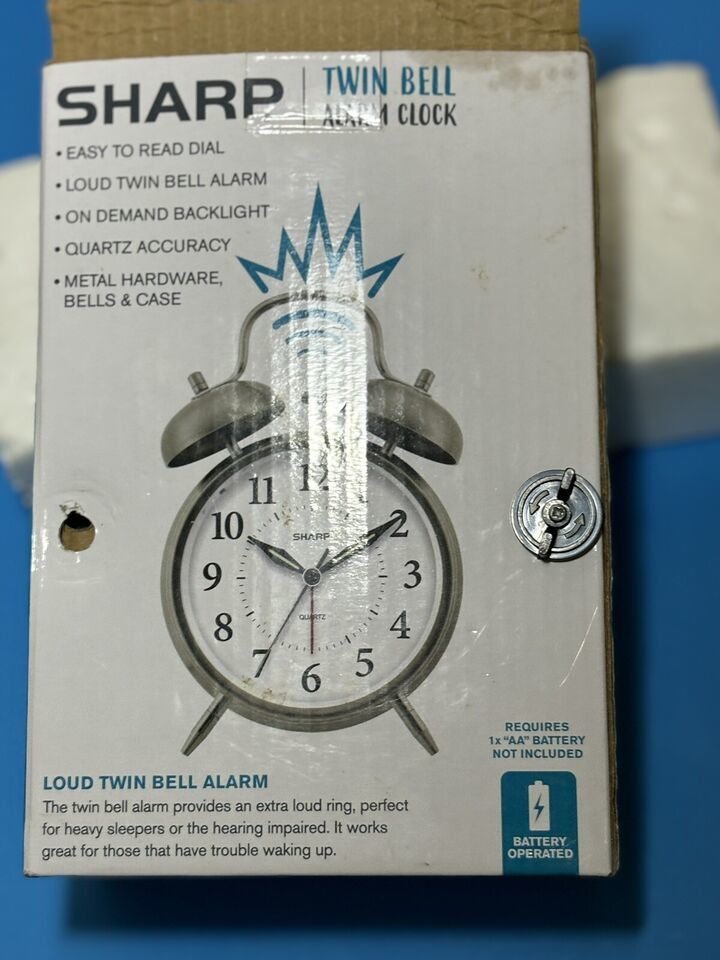 SHARP
TWIN BELL
ALARM CLOCK
• EASY TO READ DIAL
• LOUD TWIN BELL ALARM
• ON DEMAND BACKLIGHT
• QUARTZ ACCURACY
• METAL HARDWARE,
BELLS & CASE
12
11
10
2
SHARP
9
3
QUARTZ
8
4
7
5
6
REQUIRES
1x "AA" BATTERY
NOT INCLUDED
LOUD TWIN BELL ALARM
The twin bell alarm provides an extra loud ring, perfect
for heavy sleepers or the hearing impaired. It works
great for those that have trouble waking up.
BATTERY
OPERATED